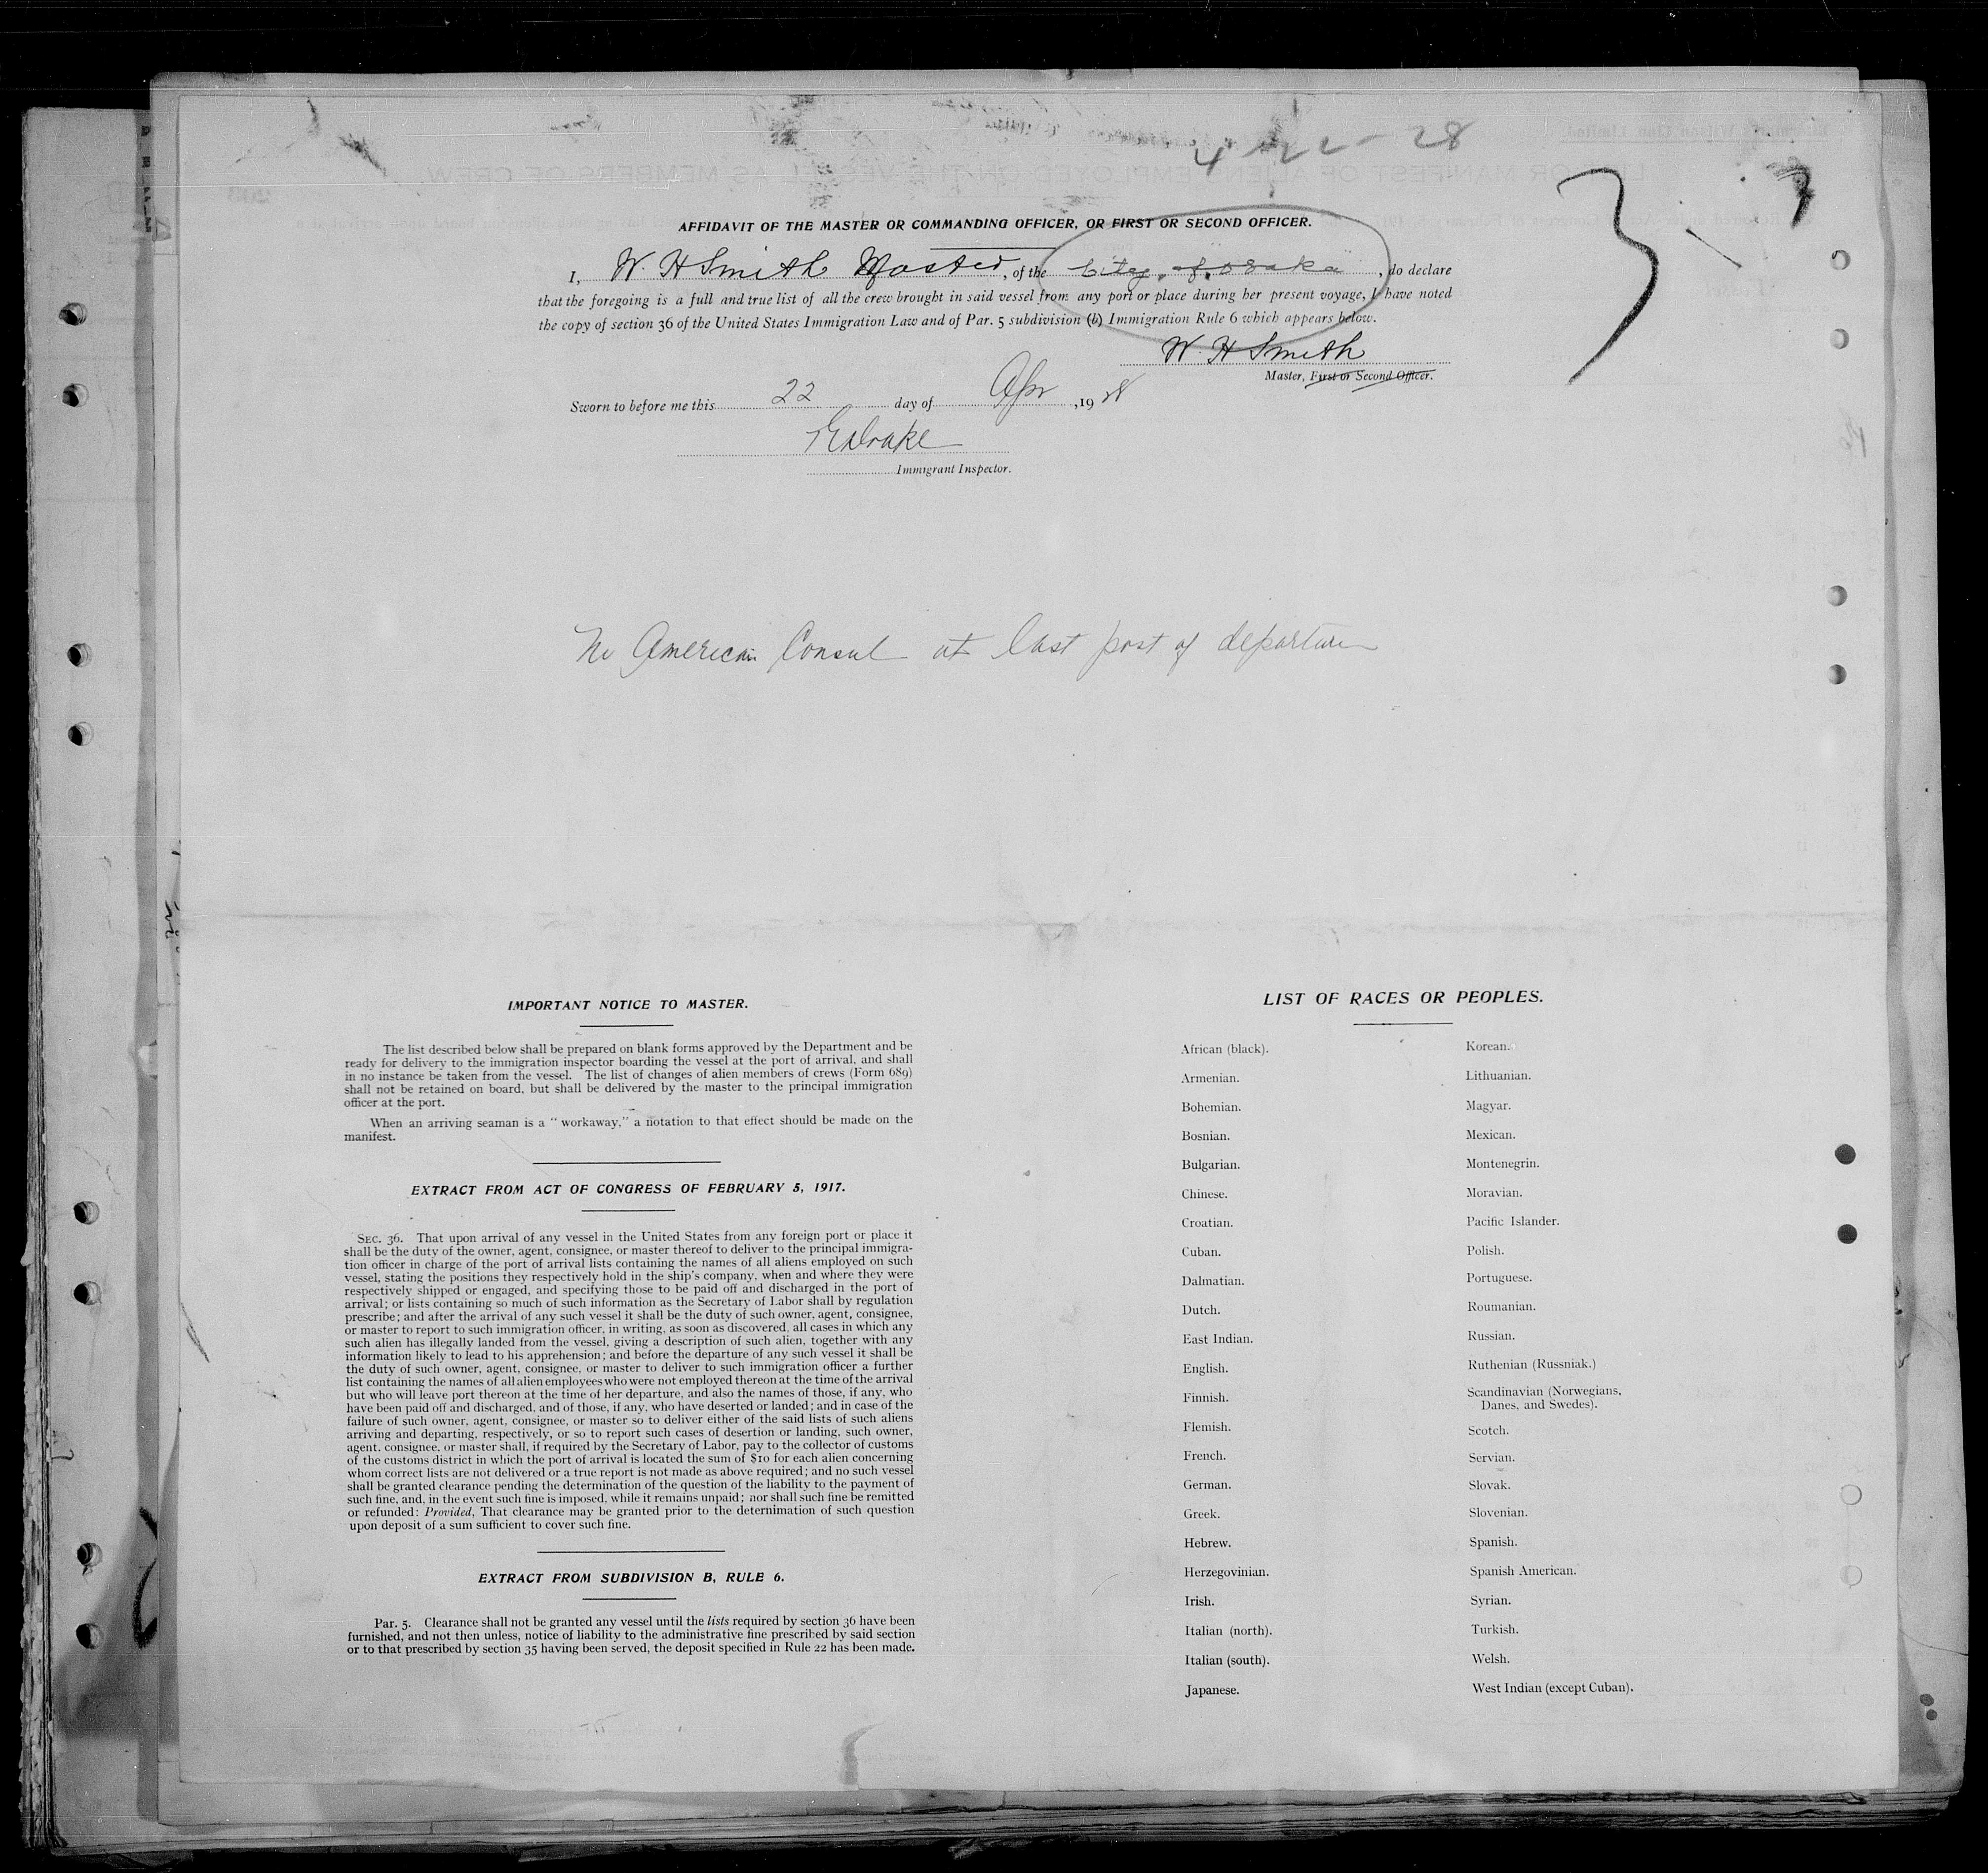 4-22-28
3
AFFIDAVIT OF THE MASTER OR COMMANDING OFFICER, OR FIRST OR SECOND OFFICER.
I, W. H Smith Master, of the City of Osaka, do declare
that the foregoing is a full and true list of all the crew brought in said vessel from any port or place during her present voyage, I have noted
the copy of section 36 of the United States Immigration Law and of Par. 5 subdivision (b) Immigration Rule 6 which appears below.
W. H Smith
Master, First or Second Officer.
Sworn to before me this 22 day of Apr, 1928
Drake
Immigrant Inspector.
No American Consul at last port of departure
IMPORTANT NOTICE TO MASTER.
The list described below shall be prepared on blank forms approved by the Department and be
ready for delivery to the immigration inspector boarding the vessel at the port of arrival, and shall
in no instance be taken from the vessel. The list of changes of alien members of crews (Form 689)
shall not be retained on board, but shall be delivered by the master to the principal immigration
officer at the port.
When an arriving seaman is a "workaway," a notation to that effect should be made on the
manifest.
EXTRACT FROM ACT OF CONGRESS OF FEBRUARY 5, 1917.
SEC. 36. That upon arrival of any vessel in the United States from any foreign port or place it
shall be the duty of the owner, agent, consignee, or master thereof to deliver to the principal immigra-
tion officer in charge of the port of arrival lists containing the names of all aliens employed on such
vessel, stating the positions they respectively hold in the ship's company, when and where they were
respectively shipped or engaged, and specifying those to be paid off and discharged in the port of
arrival; or lists containing so much of such information as the Secretary of Labor shall by regulation
prescribe; and after the arrival of any such vessel it shall be the duty of such owner, agent, consignee,
or master to report to such immigration officer, in writing, as soon as discovered, all cases in which any
such alien has illegally landed from the vessel, giving a description of such alien, together with any
information likely to lead to his apprehension; and before the departure of any such vessel it shall be
the duty of such owner, agent, consignee, or master to deliver to such immigration officer a further
list containing the names of all alien employees who were not employed thereon at the time of the arrival
but who will leave port thereon at the time of her departure, and also the names of those, if any, who
have been paid off and discharged, and of those, if any, who have deserted or landed; and in case of the
failure of such owner, agent, consignee, or master so to deliver either of the said lists of such aliens
arriving and departing, respectively, or so to report such cases of desertion or landing, such owner,
agent, consignee, or master shall, if required by the Secretary of Labor, pay to the collector of customs
of the customs district in which the port of arrival is located the sum of $10 for each alien concerning
whom correct lists are not delivered or a true report is not made as above required; and no such vessel
shall be granted clearance pending the determination of the question of the liability to the payment of
such fine, and, in the event such fine is imposed, while it remains unpaid; nor shall such fine be remitted
or refunded: Provided, That clearance may be granted prior to the determination of such question
upon deposit of a sum sufficient to cover such fine.
EXTRACT FROM SUBDIVISION B, RULE 6.
Par. 5. Clearance shall not be granted any vessel until the lists required by section 36 have been
furnished, and not then unless, notice of liability to the administrative fine prescribed by said section
or to that prescribed by section 35 having been served, the deposit specified in Rule 22 has been made.
LIST OF RACES OR PEOPLES.
African (black).
Armenian.
Bohemian.
Bosnian.
Bulgarian.
Chinese.
Croatian.
Cuban.
Dalmatian.
Dutch.
East Indian.
English.
Finnish.
Flemish.
French.
German.
Greek.
Hebrew.
Herzegovinian.
Irish.
Italian (north).
Italian (south).
Japanese.
Korean.
Lithuanian.
Magyar.
Mexican.
Montenegrin.
Moravian.
Pacific Islander.
Polish.
Portuguese.
Roumanian.
Russian.
Ruthenian (Russniak.)
Scandinavian (Norwegians,
Danes, and Swedes).
Scotch.
Servian.
Slovak.
Slovenian.
Spanish.
Spanish American.
Syrian.
Turkish.
Welsh.
West Indian (except Cuban).